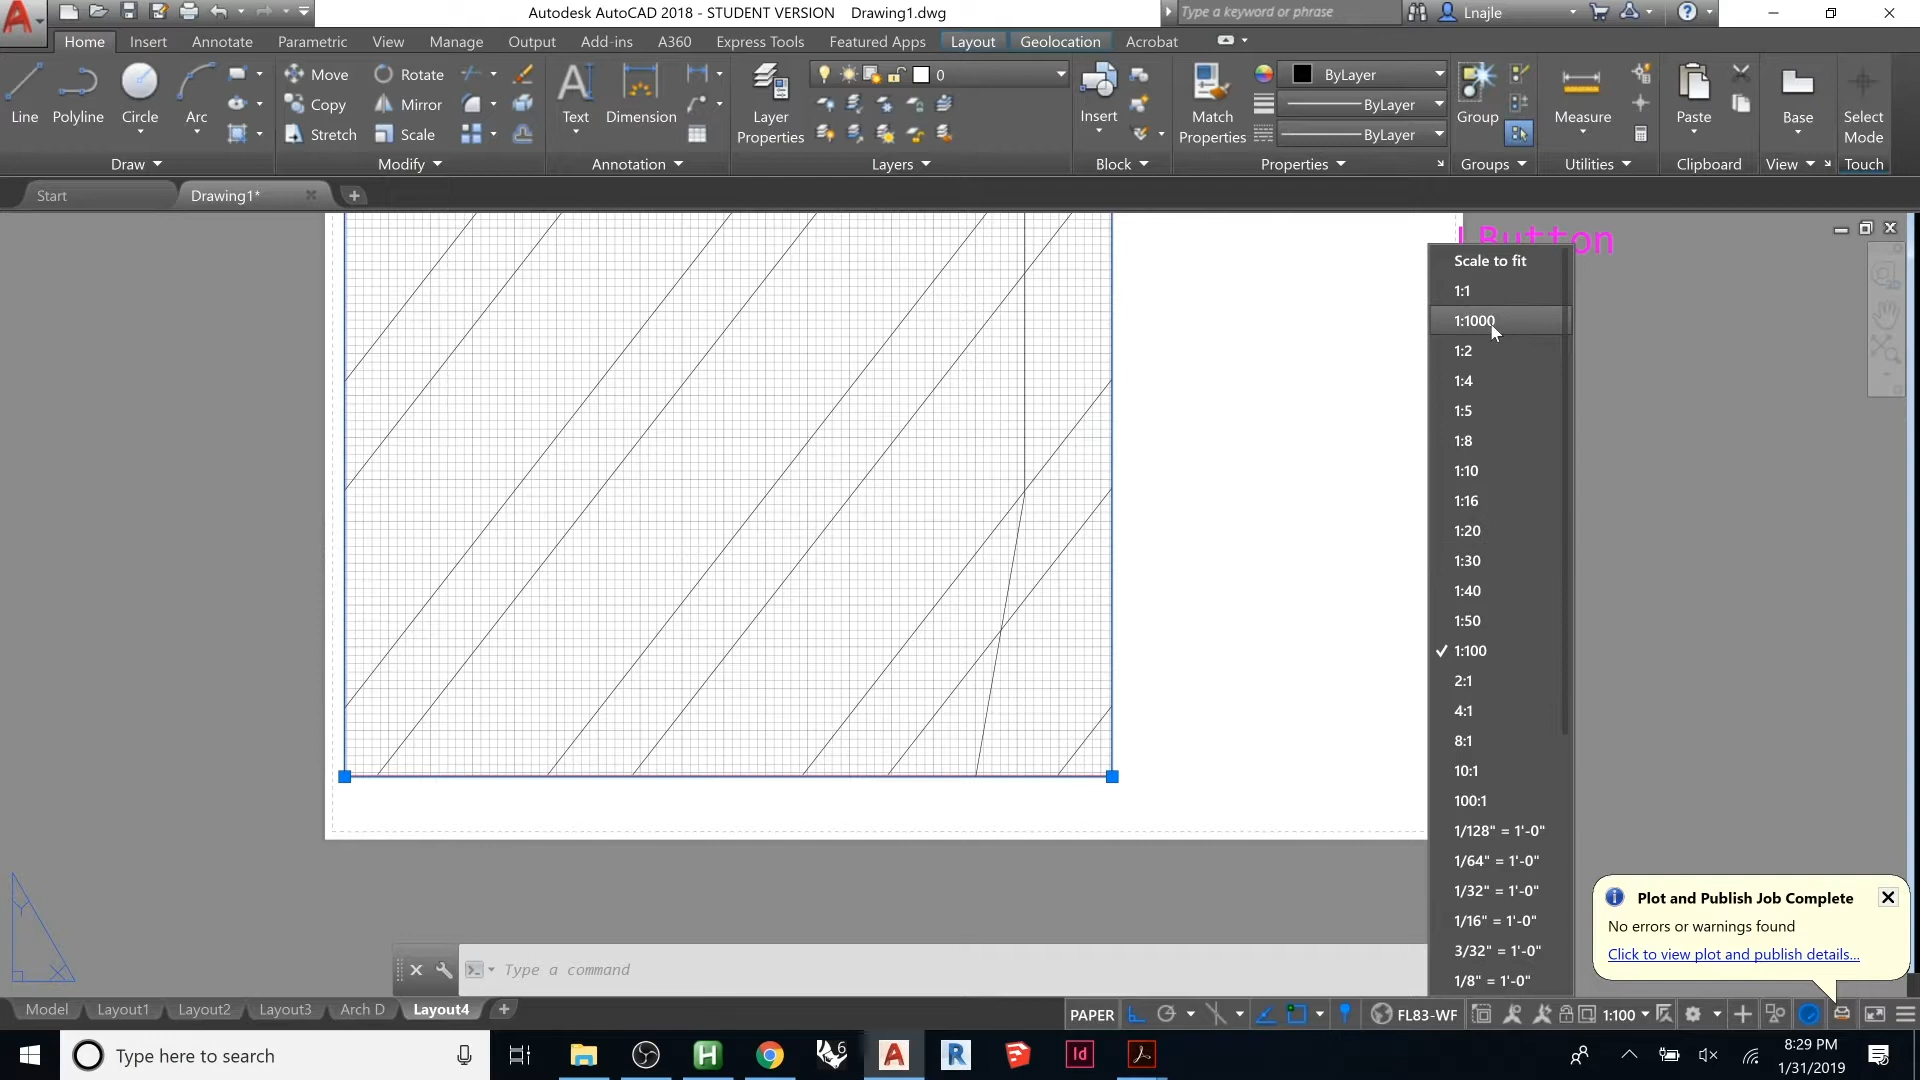 Autodesk AutoCAD 2018 - STUDENT VERSION Drawing1.dwg
Type a keyword or phrase
Lnajle
Home Insert Annotate Parametric View Manage Output Add-ins A360 Express Tools Featured Apps Layout Geolocation Acrobat
Line Polyline Circle Arc
Move Rotate
Copy Mirror
Stretch Scale
Text Dimension
Layer Properties
0
Insert
Match Properties
ByLayer
ByLayer
ByLayer
Group
Measure
Paste
Base
Select Mode
Draw Modify Annotation Layers Block Properties Groups Utilities Clipboard View Touch
Start Drawing1*
Button
Scale to fit
1:1
1:1000
1:2
1:4
1:5
1:8
1:10
1:16
1:20
1:30
1:40
1:50
1:100
2:1
4:1
8:1
10:1
100:1
1/128" = 1'-0"
1/64" = 1'-0"
1/32" = 1'-0"
1/16" = 1'-0"
3/32" = 1'-0"
1/8" = 1'-0"
Plot and Publish Job Complete
No errors or warnings found
Click to view plot and publish details...
Y
X
Type a command
Model Layout1 Layout2 Layout3 Arch D Layout4
PAPER FL83-WF 1:100
Type here to search
8:29 PM
1/31/2019